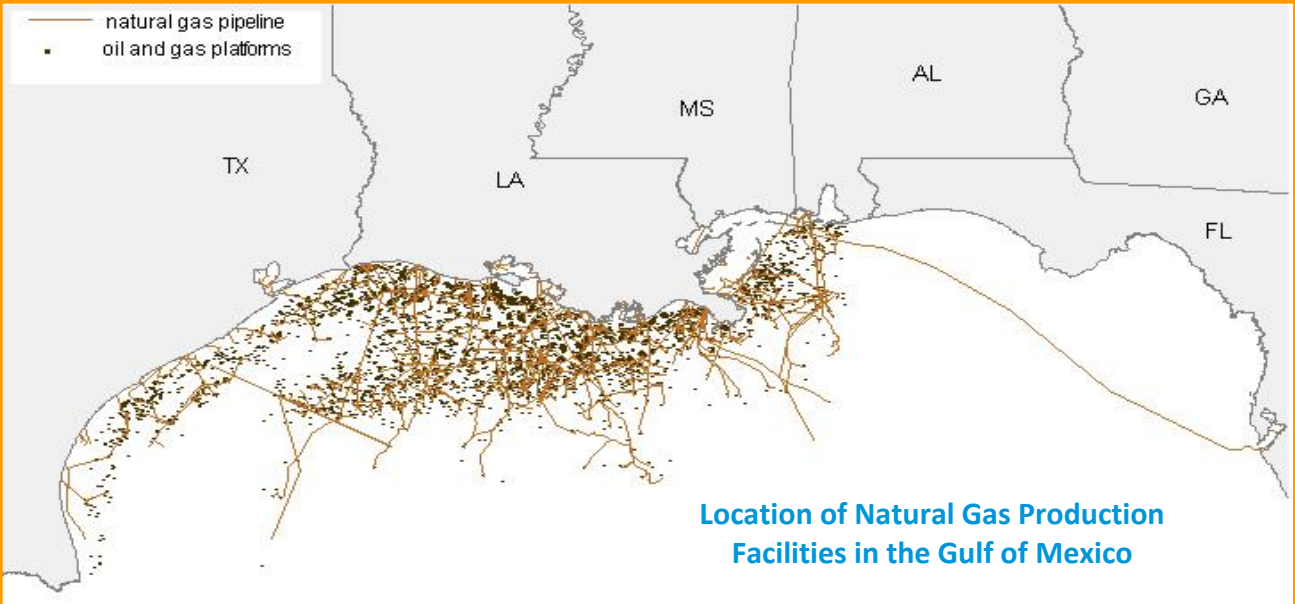 natural gas pipeline
oil and gas platforms
AL
GA
MS
TX
LA
FL
Location of Natural Gas Production
Facilities in the Gulf of Mexico